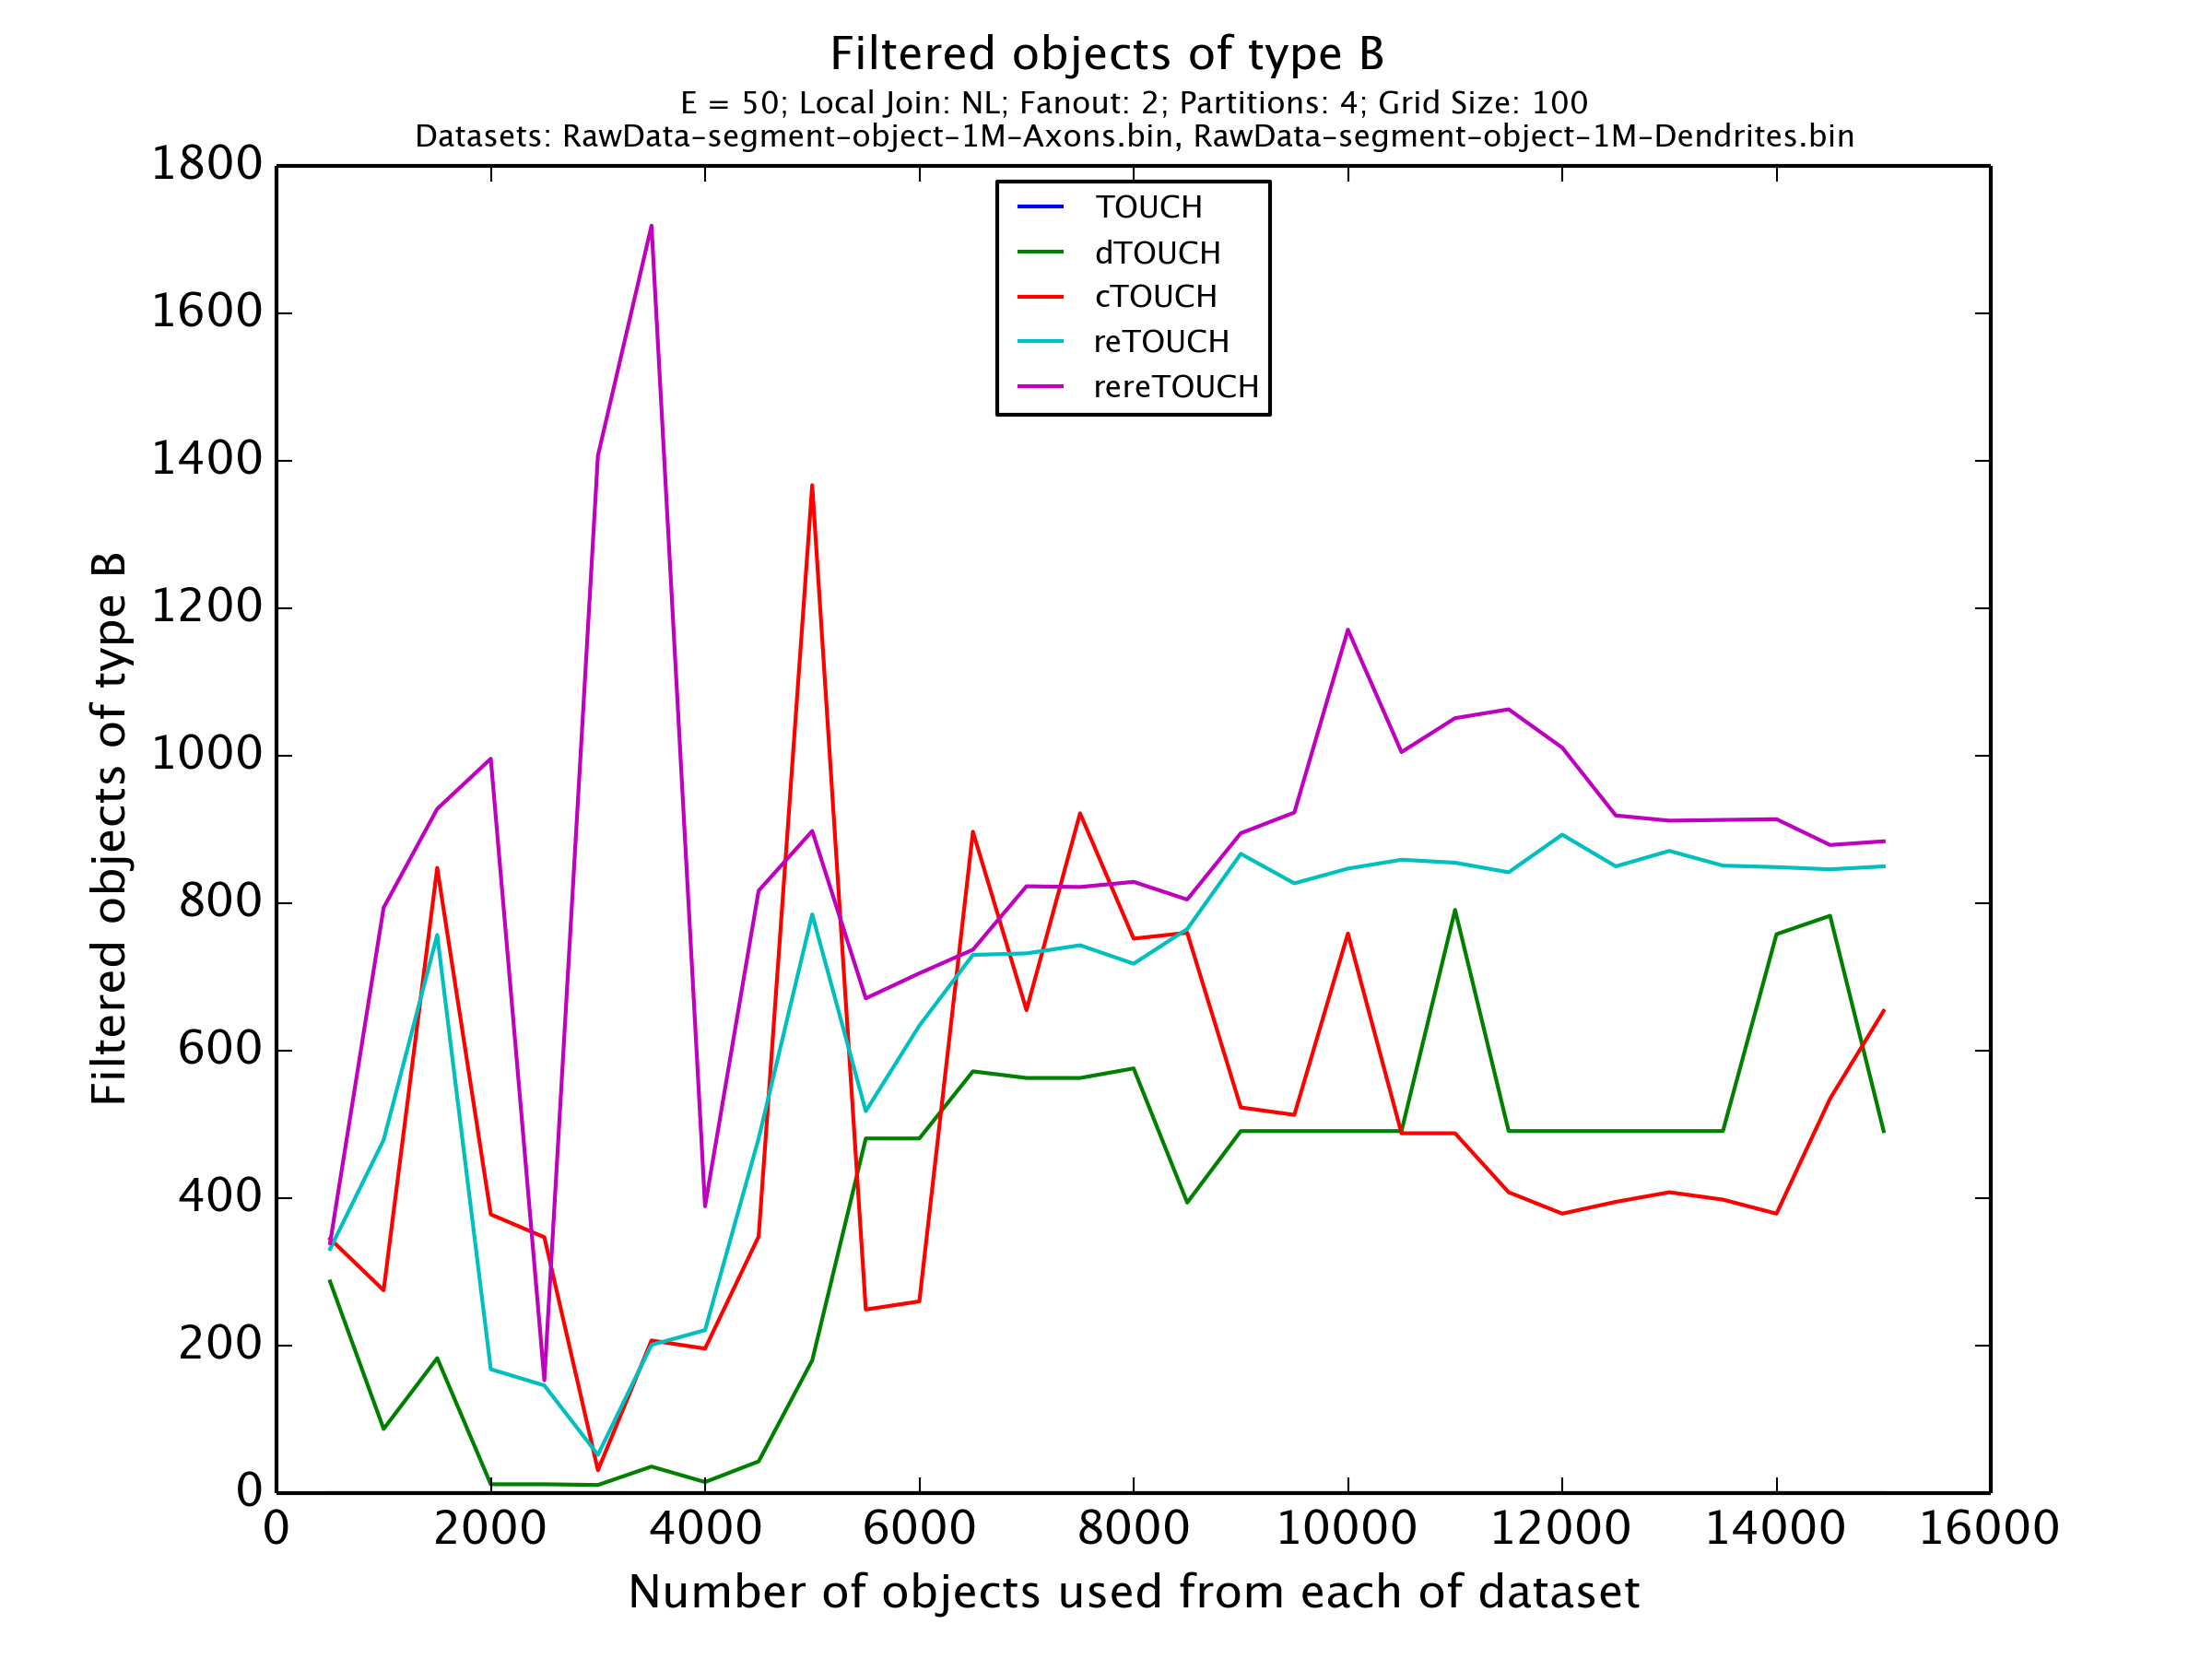 Filtered objects of type B
E = 50; Local Join: NL; Fanout: 2; Partitions: 4; Grid Size: 100
Datasets: RawData-segment-object-1M-Axons.bin, RawData-segment-object-1M-Dendrites.bin
1800
1600
1400
1200
1000
800
600
400
200
0
Filtered objects of type B
TOUCH
dTOUCH
cTOUCH
reTOUCH
rereTOUCH
0 2000 4000 6000 8000 10000 12000 14000 16000
Number of objects used from each of dataset